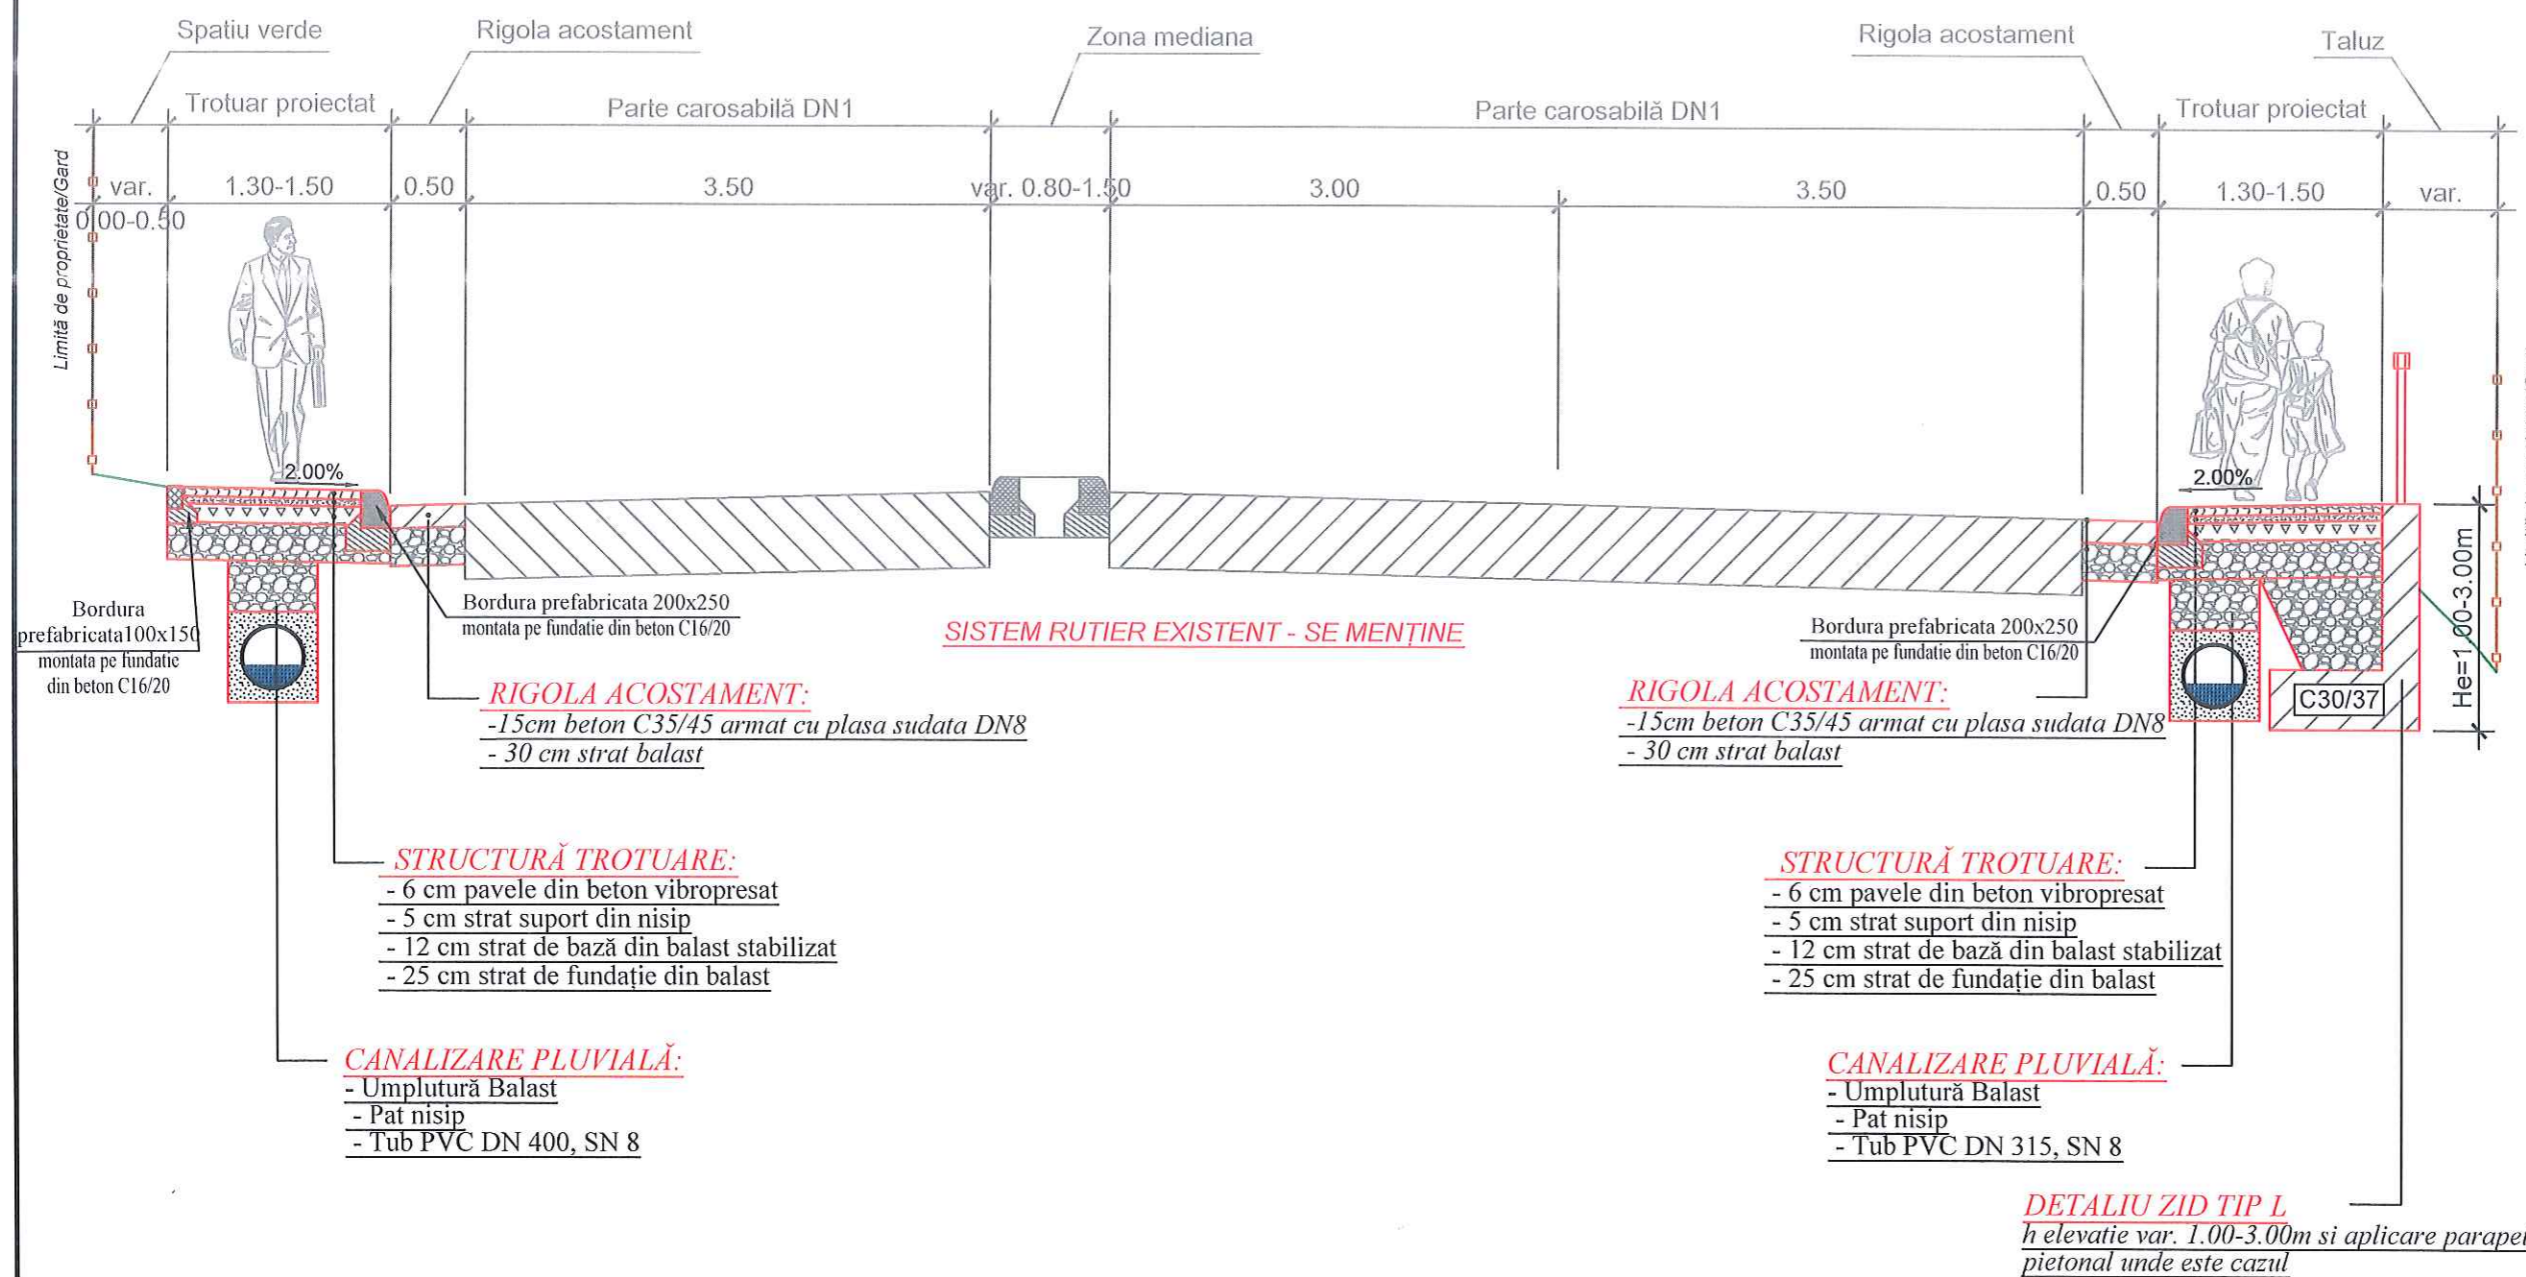 Spatiu verde
Rigola acostament
Zona mediana
Rigola acostament
Taluz
Trotuar proiectat
Parte carosabilă DN1
Parte carosabilă DN1
Trotuar proiectat
Limită de proprietate/Gard
var.
1.30-1.50
0.50
3.50
var. 0.80-1.50
3.00
3.50
0.50
1.30-1.50
var.
0.00-0.50
2.00%
2.00%
He=1.00-3.00m
Bordura
prefabricata100x150
montata pe fundatie
din beton C16/20
Bordura prefabricata 200x250
montata pe fundatie din beton C16/20
SISTEM RUTIER EXISTENT - SE MENȚINE
Bordura prefabricata 200x250
montata pe fundatie din beton C16/20
C30/37
RIGOLA ACOSTAMENT:
-15cm beton C35/45 armat cu plasa sudata DN8
- 30 cm strat balast
RIGOLA ACOSTAMENT:
-15cm beton C35/45 armat cu plasa sudata DN8
- 30 cm strat balast
STRUCTURĂ TROTUARE:
- 6 cm pavele din beton vibropresat
- 5 cm strat suport din nisip
- 12 cm strat de bază din balast stabilizat
- 25 cm strat de fundație din balast
STRUCTURĂ TROTUARE:
- 6 cm pavele din beton vibropresat
- 5 cm strat suport din nisip
- 12 cm strat de bază din balast stabilizat
- 25 cm strat de fundație din balast
CANALIZARE PLUVIALĂ:
- Umplutură Balast
- Pat nisip
- Tub PVC DN 400, SN 8
CANALIZARE PLUVIALĂ:
- Umplutură Balast
- Pat nisip
- Tub PVC DN 315, SN 8
DETALIU ZID TIP L
h elevatie var. 1.00-3.00m si aplicare parapet
pietonal unde este cazul